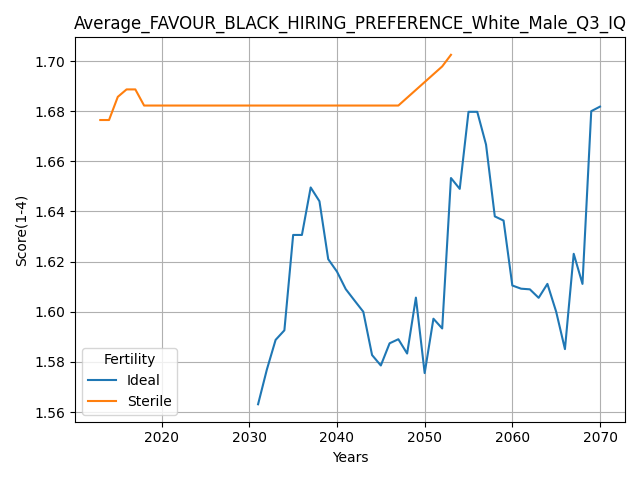 Average_FAVOUR_BLACK_HIRING_PREFERENCE_White_Male_Q3_IQ
Score(1-4)
1.70
1.68
1.66
1.64
1.62
1.60
1.58
1.56
Fertility
Ideal
Sterile
2020
2030
2040
2050
2060
2070
Years